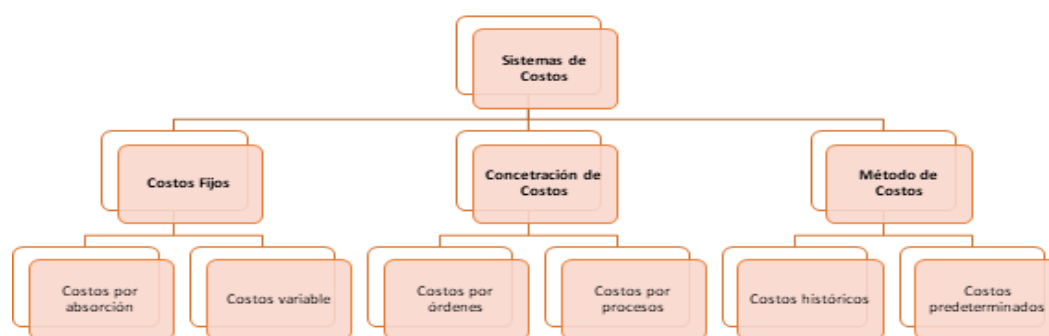 Sistemas de
Costos
Costos Fijos
Concetración de
Costos
Método de
Costos
Costos por
absorción
Costos variable
Costos por
órdenes
Costos por
procesos
Costos históricos
Costos
predeterminados